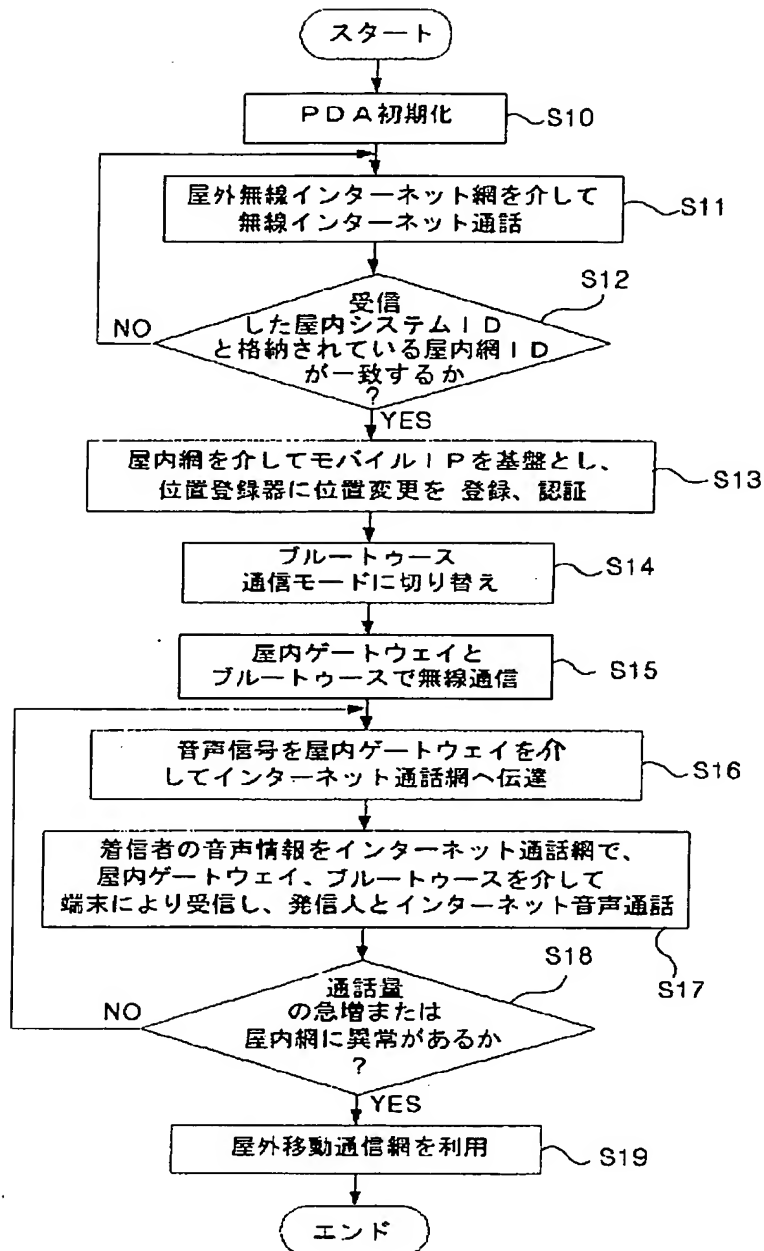 スタート
PDA初期化
S10
屋外無線インターネット網を介して
無線インターネット通話
S11
受信
した屋内システムID
と格納されている屋内網ID
が一致するか
?
S12
NO
YES
屋内網を介してモバイルIPを基盤とし、
位置登録器に位置変更を 登録、認証
S13
ブルートゥース
通信モードに切り替え
S14
屋内ゲートウェイと
ブルートゥースで無線通信
S15
音声信号を屋内ゲートウェイを介
してインターネット通話網へ伝達
S16
着信者の音声情報をインターネット通話網で、
屋内ゲートウェイ、ブルートゥースを介して
端末により受信し、発信人とインターネット音声通話
S17
通話量
の急増または
屋内網に異常があるか
?
S18
NO
YES
屋外移動通信網を利用
S19
エンド